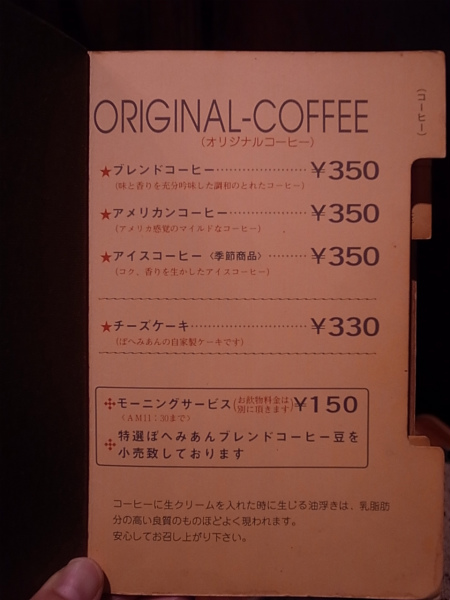 (コーヒー)
ORIGINAL-COFFEE
(オリジナルコーヒー)
★ブレンドコーヒー…………………¥350
(味と香りを充分吟味した調和のとれたコーヒー)
★アメリカンコーヒー………………¥350
(アメリカ感覚のマイルドなコーヒー)
★アイスコーヒー〈季節商品〉………¥350
(コク、香りを生かしたアイスコーヒー)
★チーズケーキ………………………¥330
(ぽへみあんの自家製ケーキです)
モーニングサービス(お飲物料金は別に頂きます)¥150
〈AM11:30まで〉
特選ぽへみあんブレンドコーヒー豆を
小売致しております
コーヒーに生クリームを入れた時に生じる油浮きは、乳脂肪
分の高い良質のものほどよく現われます。
安心してお召し上がり下さい。